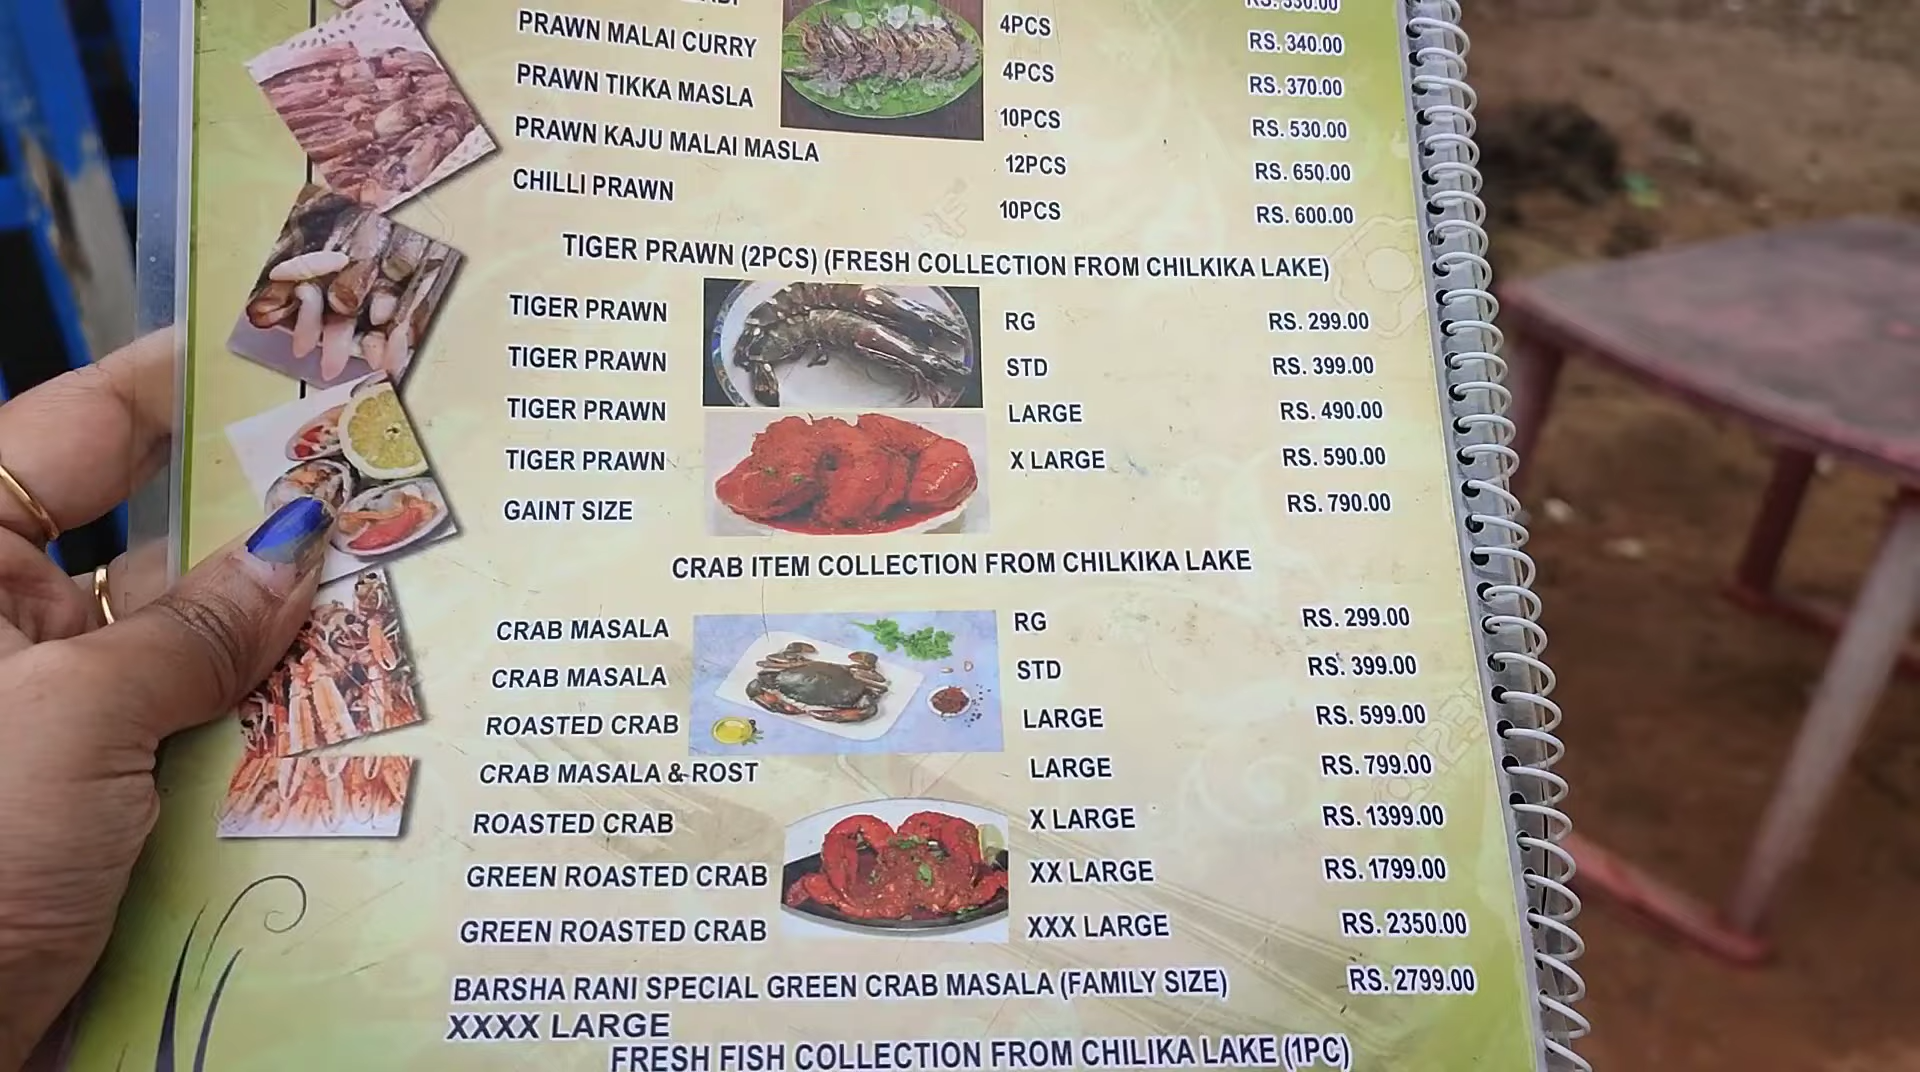 RS. 330.00
PRAWN MALAI CURRY 4PCS RS. 340.00
PRAWN TIKKA MASLA 4PCS RS. 370.00
PRAWN KAJU MALAI MASLA 10PCS RS. 530.00
CHILLI PRAWN 12PCS RS. 650.00
10PCS RS. 600.00
TIGER PRAWN (2PCS) (FRESH COLLECTION FROM CHILKIKA LAKE)
TIGER PRAWN RG RS. 299.00
TIGER PRAWN STD RS. 399.00
TIGER PRAWN LARGE RS. 490.00
TIGER PRAWN X LARGE RS. 590.00
GAINT SIZE RS. 790.00
CRAB ITEM COLLECTION FROM CHILKIKA LAKE
CRAB MASALA RG RS. 299.00
CRAB MASALA STD RS. 399.00
ROASTED CRAB LARGE RS. 599.00
CRAB MASALA & ROST LARGE RS. 799.00
ROASTED CRAB X LARGE RS. 1399.00
GREEN ROASTED CRAB XX LARGE RS. 1799.00
GREEN ROASTED CRAB XXX LARGE RS. 2350.00
BARSHA RANI SPECIAL GREEN CRAB MASALA (FAMILY SIZE) RS. 2799.00
XXXX LARGE
FRESH FISH COLLECTION FROM CHILIKA LAKE (1PC)